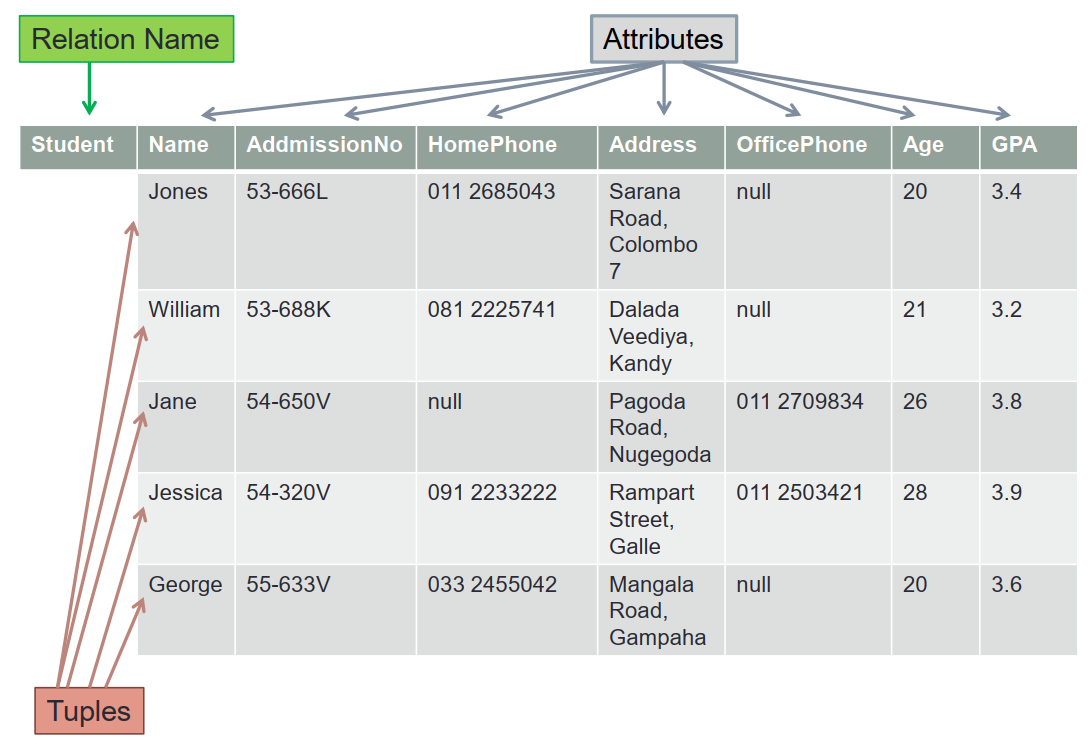 Relation Name
Attributes
Student Name AddmissionNo HomePhone Address OfficePhone Age GPA
Jones 53-666L 011 2685043 Sarana null 20 3.4
Road,
Colombo
7
William 53-688K 081 2225741 Dalada null 21 3.2
Veediya,
Kandy
Jane 54-650V null Pagoda 011 2709834 26 3.8
Road,
Nugegoda
Jessica 54-320V 091 2233222 Rampart 011 2503421 28 3.9
Street,
Galle
George 55-633V 033 2455042 Mangala null 20 3.6
Road,
Gampaha
Tuples